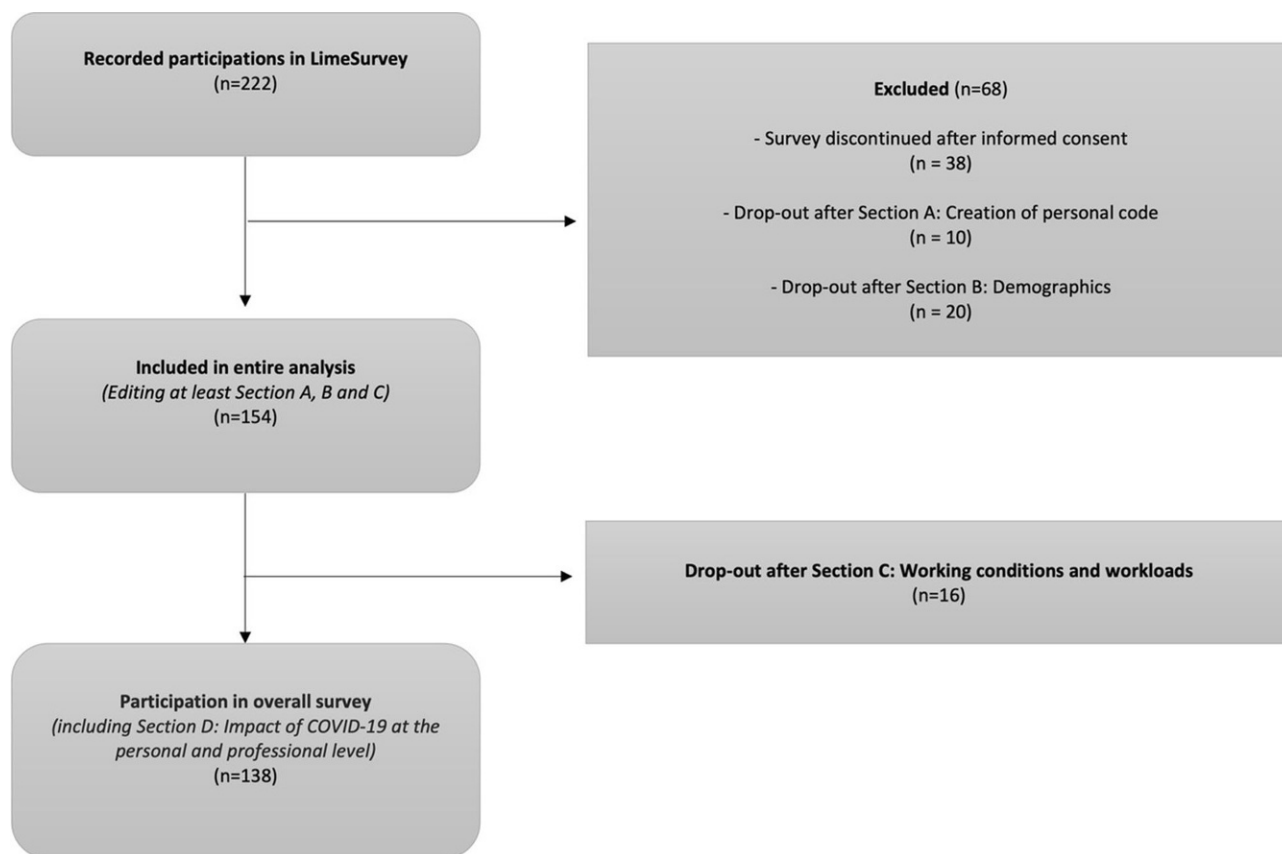 Recorded participations in LimeSurvey
(n=222)
Excluded (n=68)
- Survey discontinued after informed consent
(n = 38)
- Drop-out after Section A: Creation of personal code
(n = 10)
- Drop-out after Section B: Demographics
(n = 20)
Included in entire analysis
(Editing at least Section A, B and C)
(n=154)
Drop-out after Section C: Working conditions and workloads
(n=16)
Participation in overall survey
(including Section D: Impact of COVID-19 at the
personal and professional level)
(n=138)